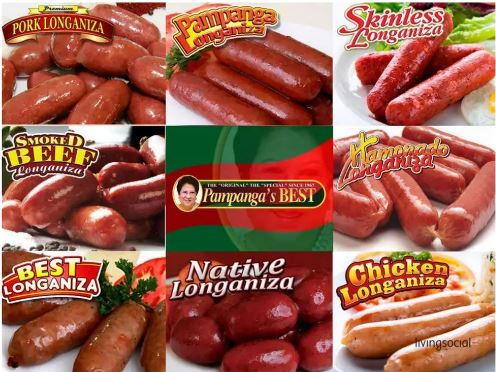 Premium
PORK LONGANIZA
Pampanga
Longaniza
Skinless
Longaniza
SMOKED
BEEF
Longaniza
THE "ORIGINAL" THE "SPECIAL" SINCE 1967
Pampanga's BEST
Hamonado
Longaniza
BEST
LONGANIZA
Native
Longaniza
Chicken
Longaniza
livingsocial